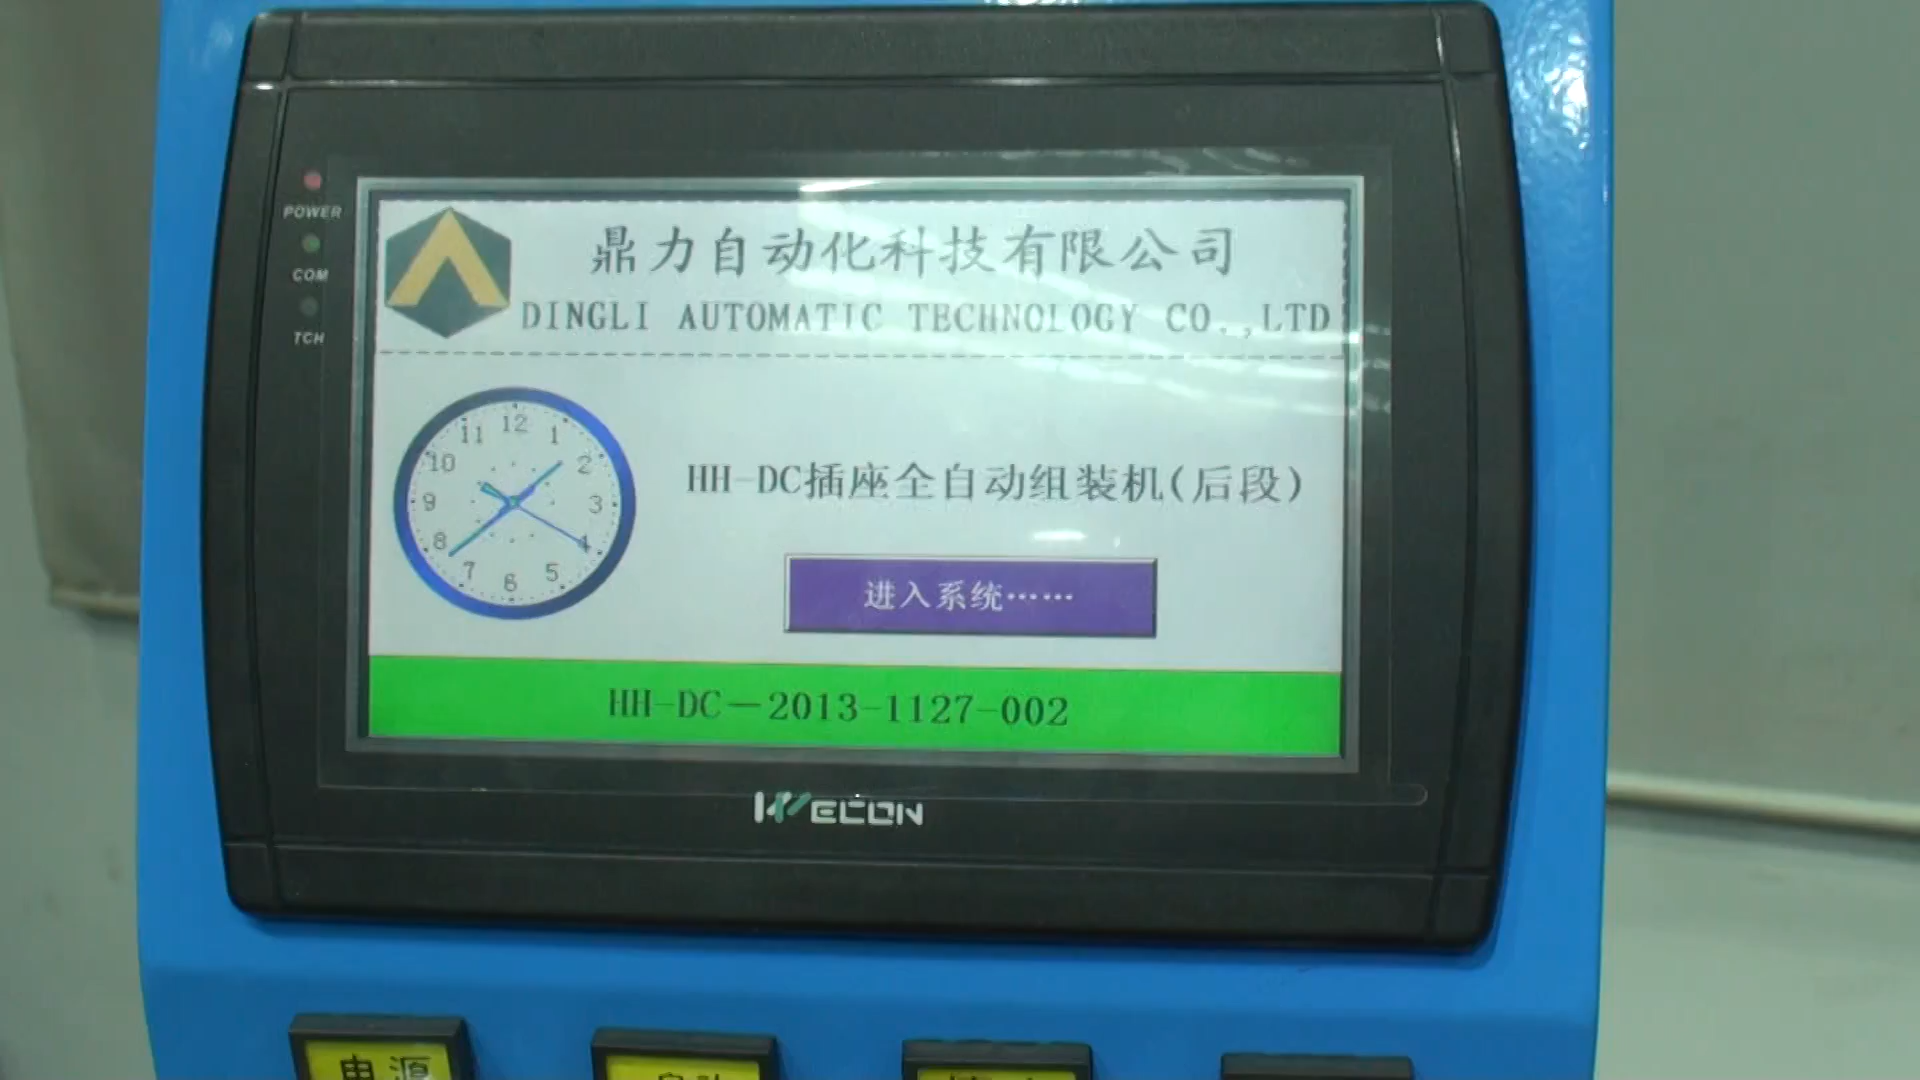 POWER
COM
TCH
鼎力自动化科技有限公司
DINGLI AUTOMATIC TECHNOLOGY CO.,LTD
12
1
2
3
4
5
6
7
8
9
10
11
HH-DC插座全自动组装机(后段)
进入系统……
HH-DC—2013-1127-002
WECON
电源